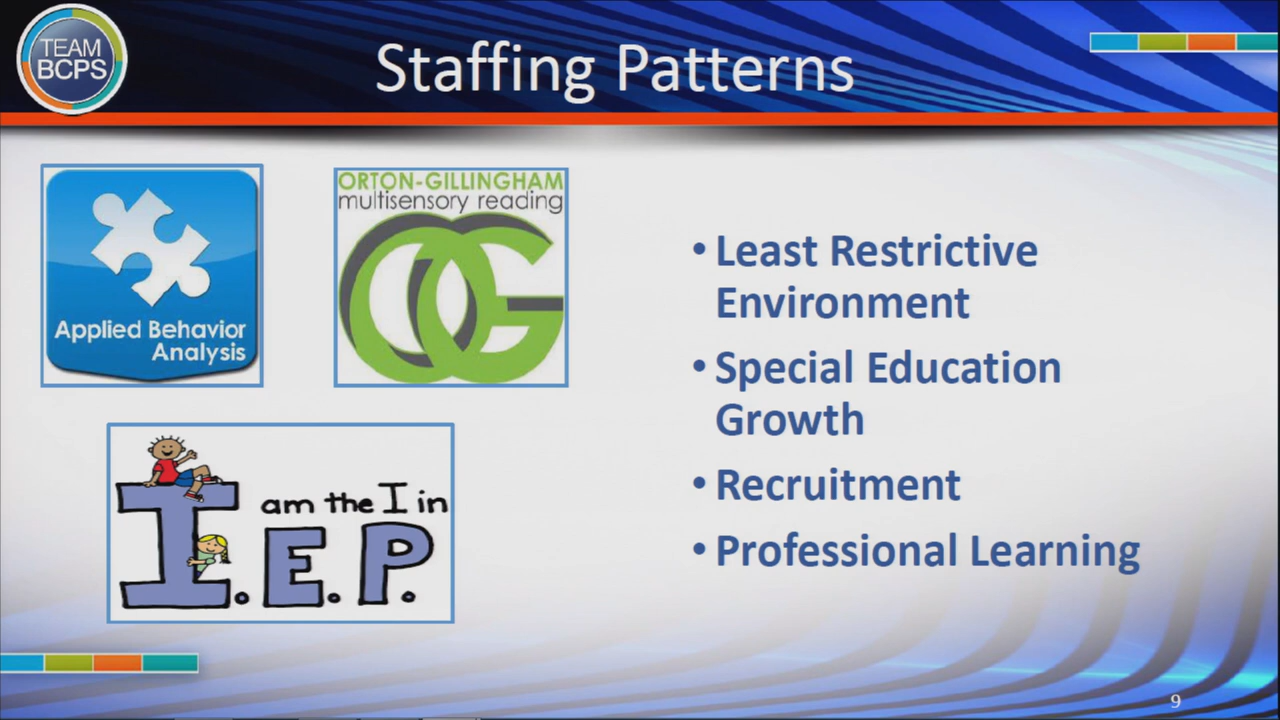 TEAM
BCPS
Staffing Patterns
Applied Behavior
Analysis
ORTON-GILLINGHAM
multisensory reading
OG
I am the I in
I.E.P.
• Least Restrictive
Environment
• Special Education
Growth
• Recruitment
• Professional Learning
9